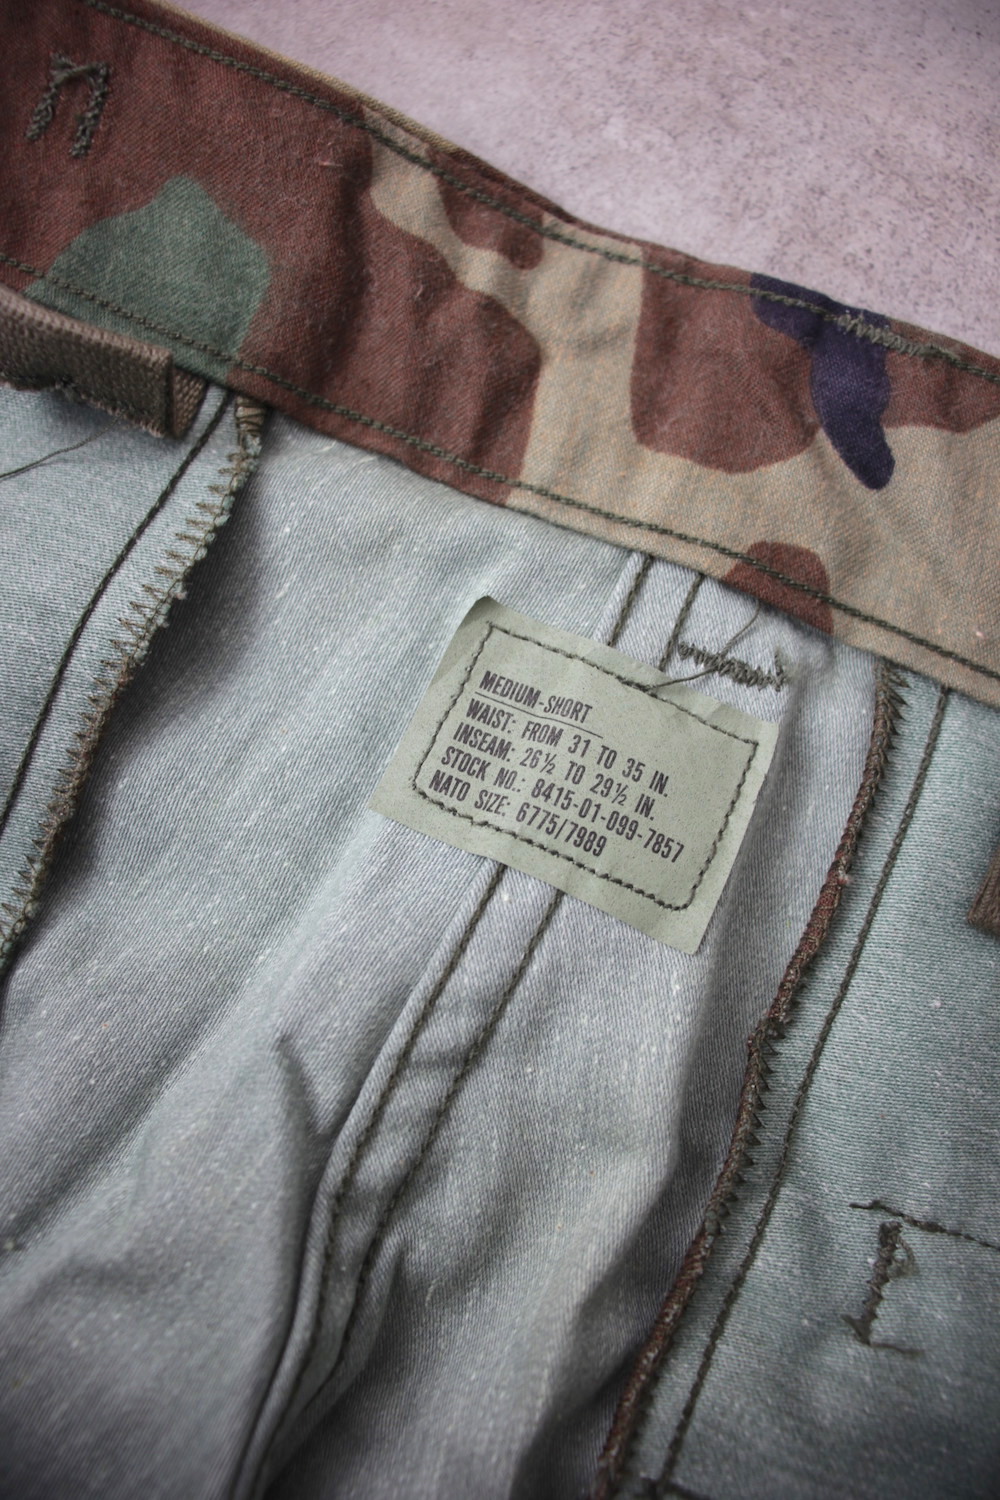 MEDIUM-SHORT
WAIST: FROM 31 TO 35 IN.
INSEAM: 26½ TO 29½ IN.
STOCK NO.: 8415-01-099-7857
NATO SIZE: 6775/7989